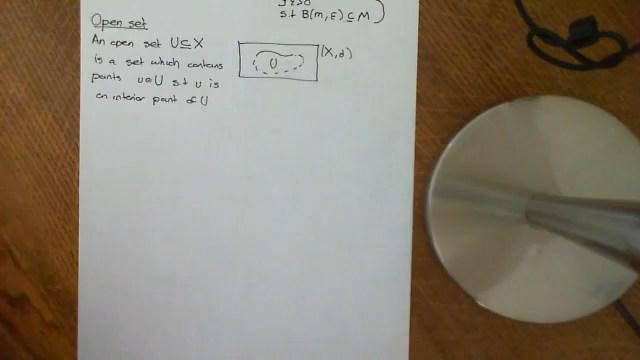 s.t B(m,ε) ⊆ M
Open set
An open set U⊆X
is a set which contains
points u∈U s.t u is
an interior point of U
U
(X,d)